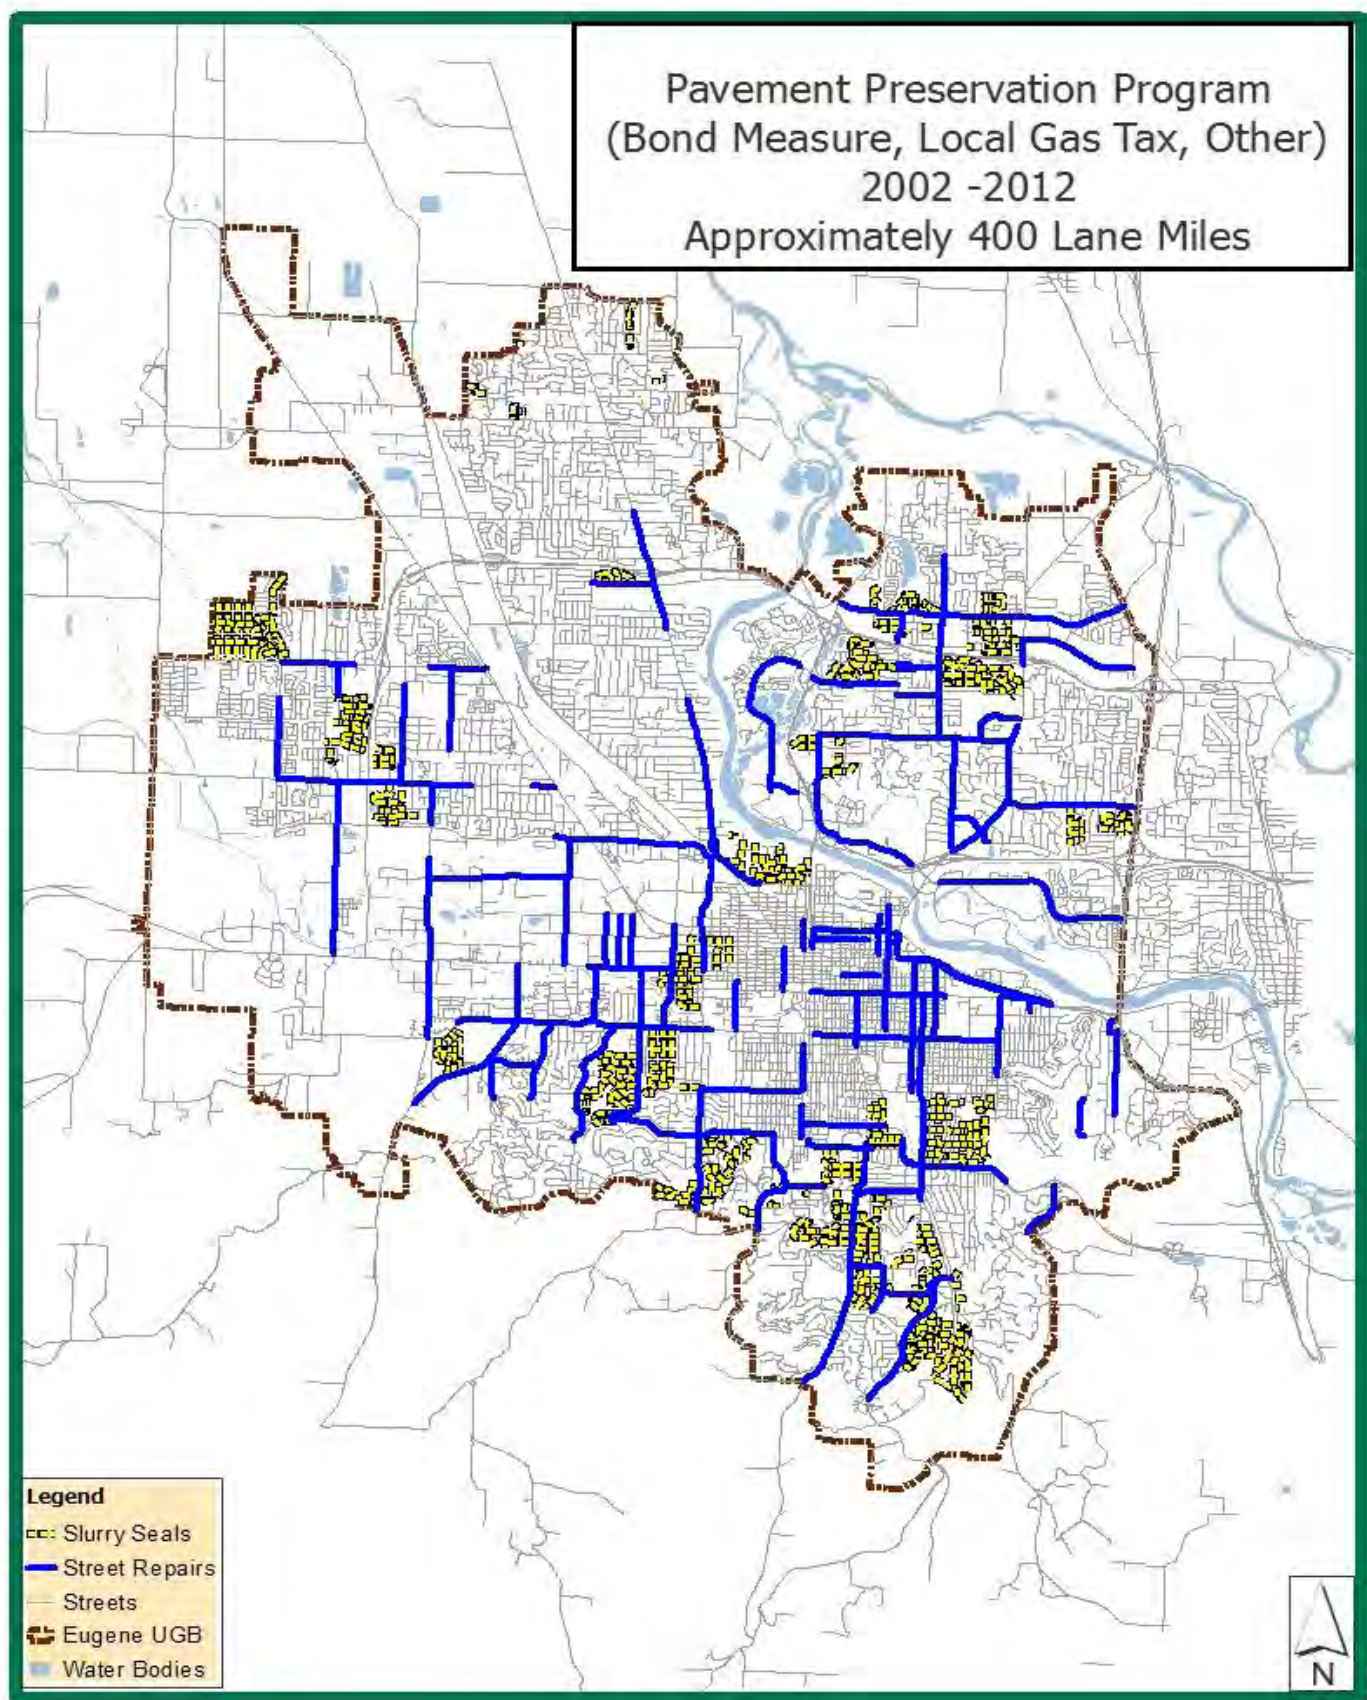 Pavement Preservation Program
(Bond Measure, Local Gas Tax, Other)
2002 -2012
Approximately 400 Lane Miles
Legend
Slurry Seals
Street Repairs
Streets
Eugene UGB
Water Bodies
N